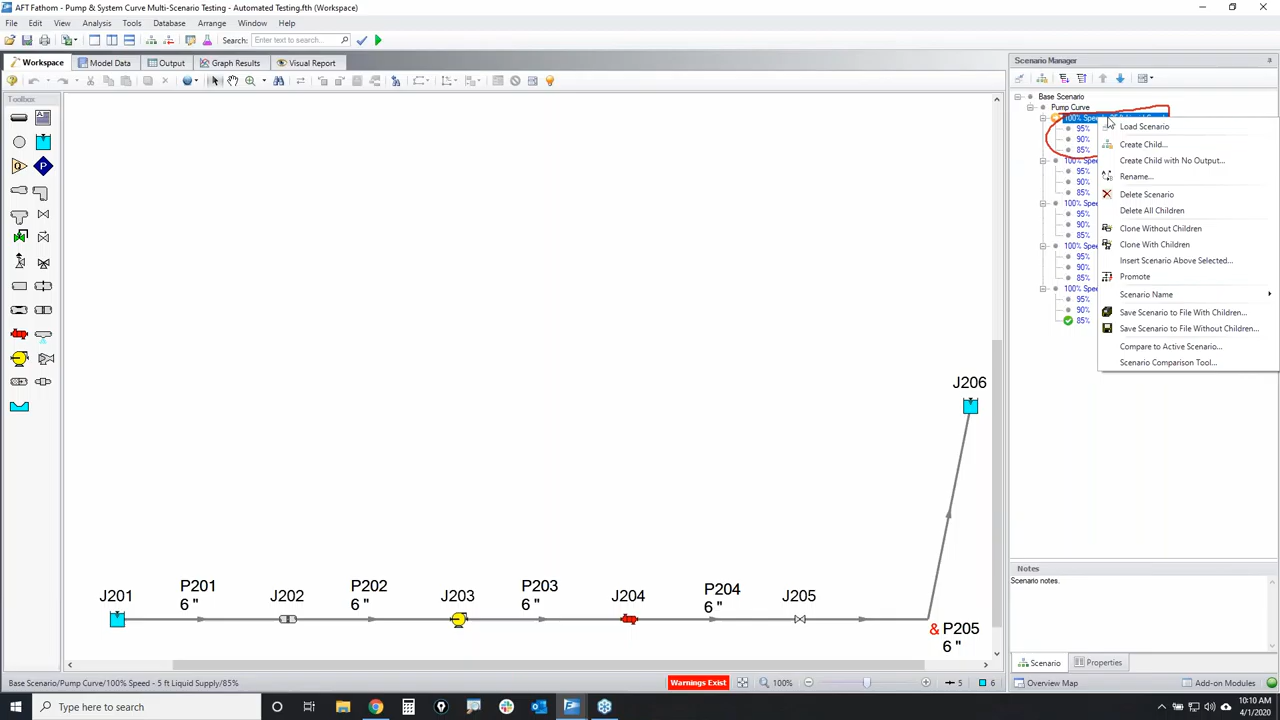 AFT Fathom - Pump & System Curve Multi-Scenario Testing - Automated Testing.fth (Workspace)
File Edit View Analysis Tools Database Arrange Window Help
Search: Enter text to search...
Workspace Model Data Output Graph Results Visual Report
Toolbox
J206
J201
P201
6 "
J202
P202
6 "
J203
P203
6 "
J204
P204
6 "
J205
& P205
6 "
Scenario Manager
Base Scenario
Pump Curve
100% Speed
95%
90%
85%
100% Spe
95%
90%
85%
100% Spe
95%
90%
85%
100% Spe
95%
90%
85%
100% Spe
95%
90%
85%
Load Scenario
Create Child...
Create Child with No Output...
Rename...
Delete Scenario
Delete All Children
Clone Without Children
Clone With Children
Insert Scenario Above Selected...
Promote
Scenario Name
Save Scenario to File With Children...
Save Scenario to File Without Children...
Compare to Active Scenario...
Scenario Comparison Tool...
Notes
Scenario notes.
Scenario Properties
Base Scenario/Pump Curve/100% Speed - 5 ft Liquid Supply/85%
Warnings Exist
100%
5
6
Overview Map
Add-on Modules
Type here to search
10:10 AM
4/1/2020